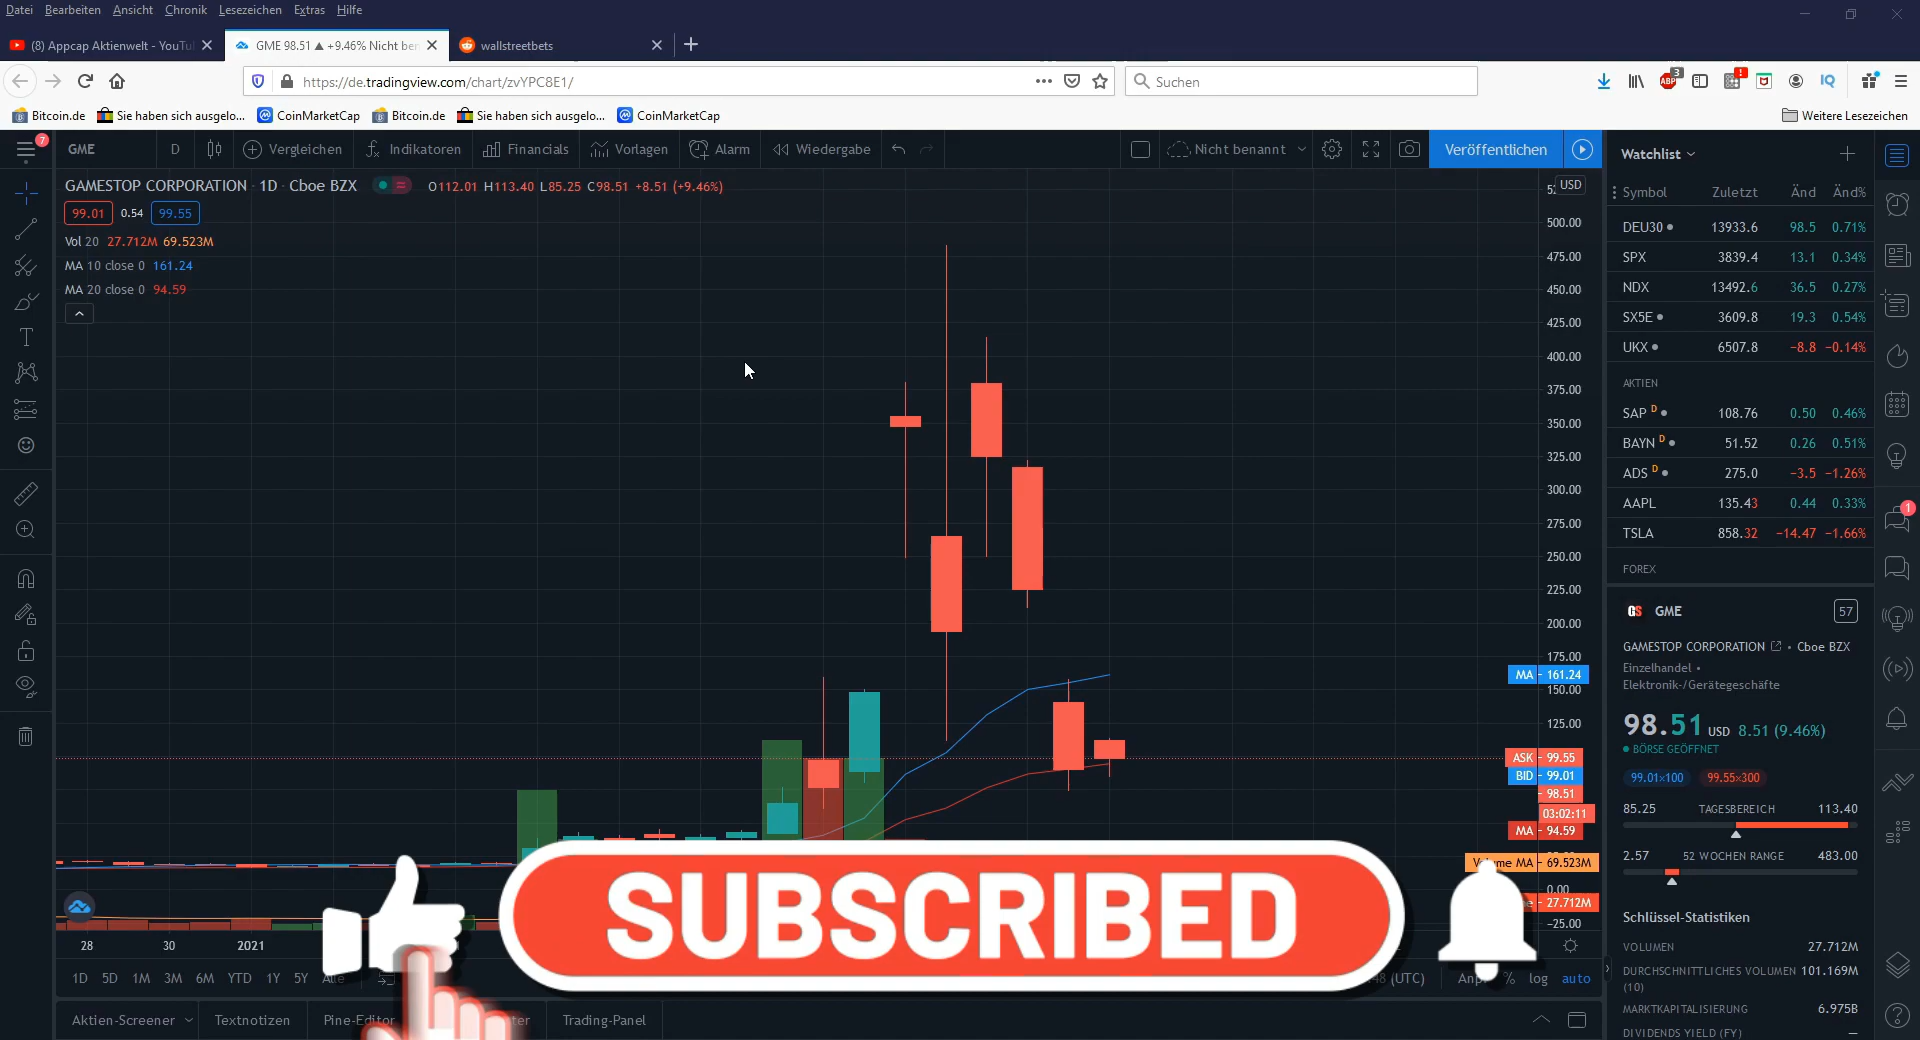 Datei Bearbeiten Ansicht Chronik Lesezeichen Extras Hilfe
(8) Appcap Aktienwelt - YouTu
GME 98.51 ▲ +9.46% Nicht ben
wallstreetbets
https://de.tradingview.com/chart/zvYPC8E1/
Suchen
ABP 3 ! IQ
Bitcoin.de Sie haben sich ausgelo... CoinMarketCap Bitcoin.de Sie haben sich ausgelo... CoinMarketCap Weitere Lesezeichen
7 GME D Vergleichen Indikatoren Financials Vorlagen Alarm Wiedergabe Nicht benannt Veröffentlichen
GAMESTOP CORPORATION · 1D · Cboe BZX O112.01 H113.40 L85.25 C98.51 +8.51 (+9.46%)
99.01 0.54 99.55
Vol 20 27.712M 69.523M
MA 10 close 0 161.24
MA 20 close 0 94.59
USD
500.00
475.00
450.00
425.00
400.00
375.00
350.00
325.00
300.00
275.00
250.00
225.00
200.00
175.00
MA 161.24
150.00
125.00
ASK 99.55
BID 99.01
98.51
03:02:11
MA 94.59
Volume MA 69.523M
0.00
27.712M
−25.00
28 30 2021
1D 5D 1M 3M 6M YTD 1Y 5Y Alle
(UTC) % log auto
SUBSCRIBED
Aktien-Screener Textnotizen Pine-Editor Trading-Panel
Watchlist
Symbol Zuletzt Änd Änd%
DEU30 13933.6 98.5 0.71%
SPX 3839.4 13.1 0.34%
NDX 13492.6 36.5 0.27%
SX5E 3609.8 19.3 0.54%
UKX 6507.8 −8.8 −0.14%
AKTIEN
SAP D 108.76 0.50 0.46%
BAYN D 51.52 0.26 0.51%
ADS D 275.0 −3.5 −1.26%
AAPL 135.43 0.44 0.33%
TSLA 858.32 −14.47 −1.66%
FOREX
1
GS GME 57
GAMESTOP CORPORATION • Cboe BZX
Einzelhandel •
Elektronik-/Gerätegeschäfte
98.51 USD 8.51 (9.46%)
BÖRSE GEÖFFNET
99.01×100 99.55×300
85.25 TAGESBEREICH 113.40
2.57 52 WOCHEN RANGE 483.00
Schlüssel-Statistiken
VOLUMEN 27.712M
DURCHSCHNITTLICHES VOLUMEN 101.169M
(10)
MARKTKAPITALISIERUNG 6.975B
DIVIDENDS YIELD (FY) —